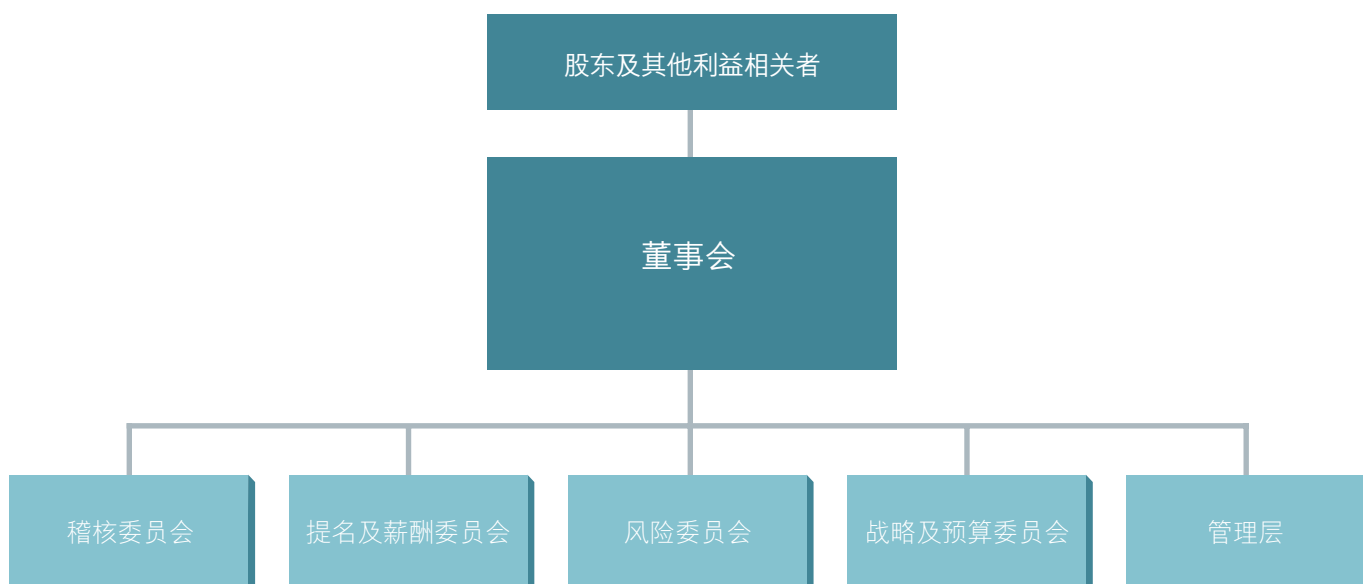 股东及其他利益相关者
董事会
稽核委员会
提名及薪酬委员会
风险委员会
战略及预算委员会
管理层